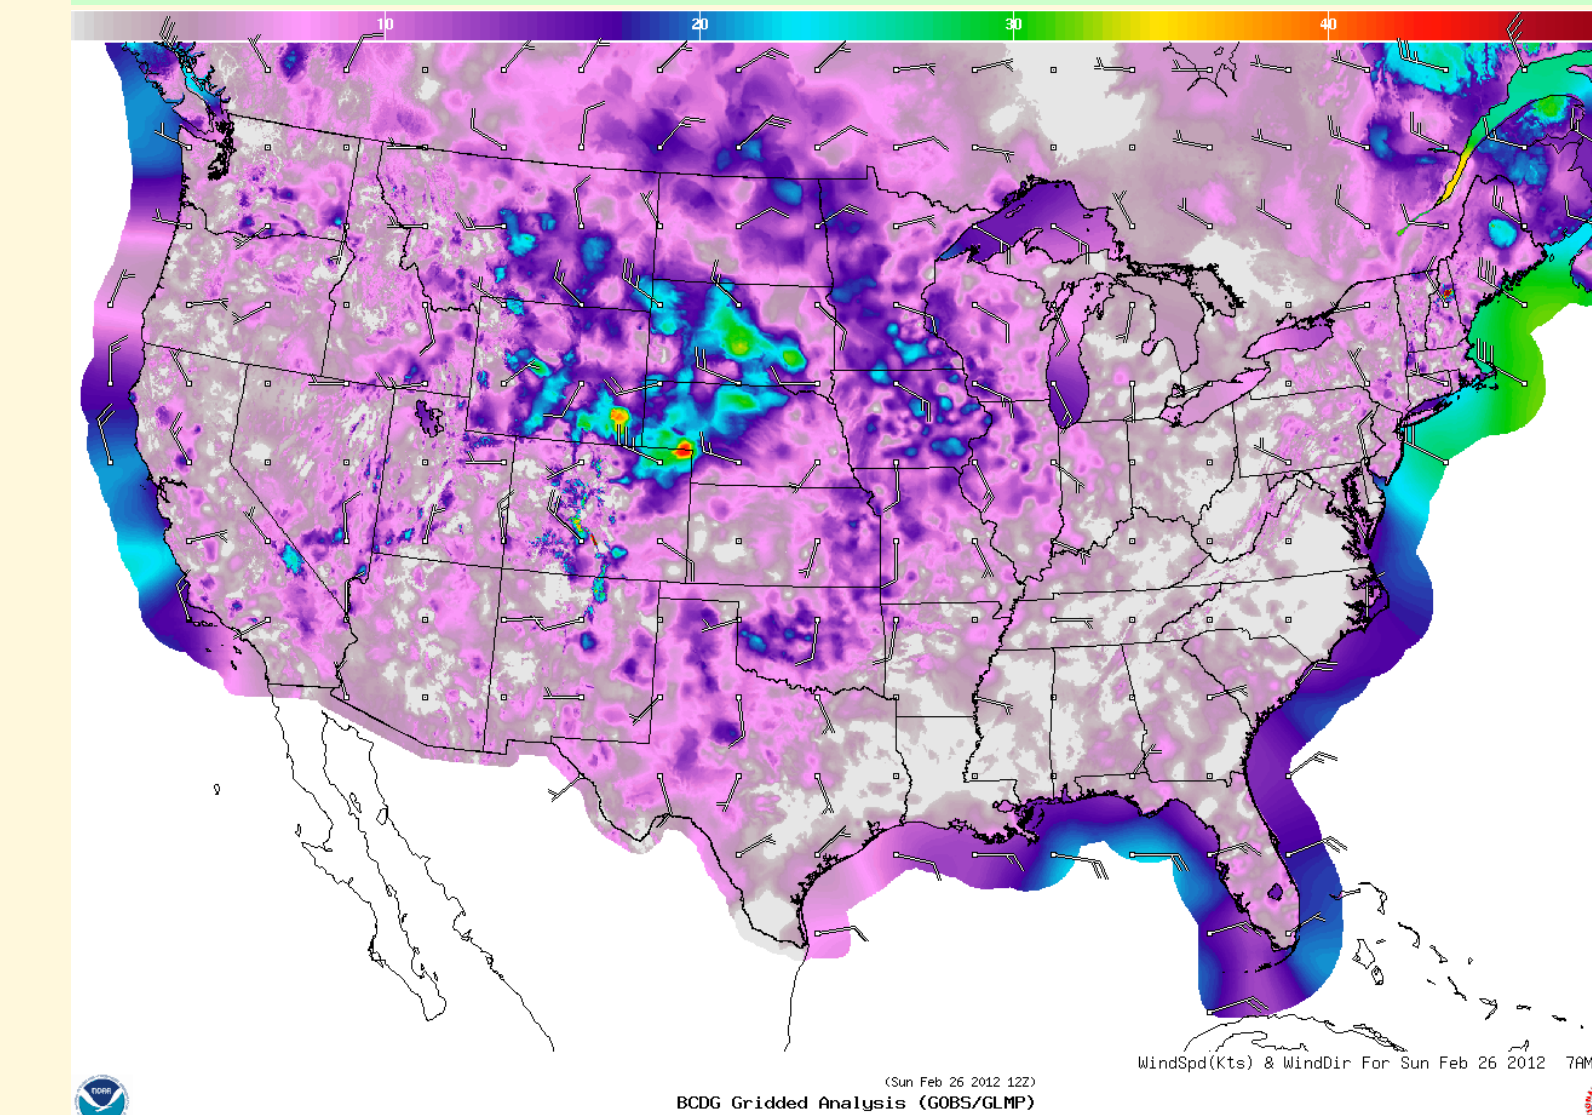 10 20 30 40
WindSpd(Kts) & WindDir For Sun Feb 26 2012 7AM
(Sun Feb 26 2012 12Z)
BCDG Gridded Analysis (GOBS/GLMP)
NOAA